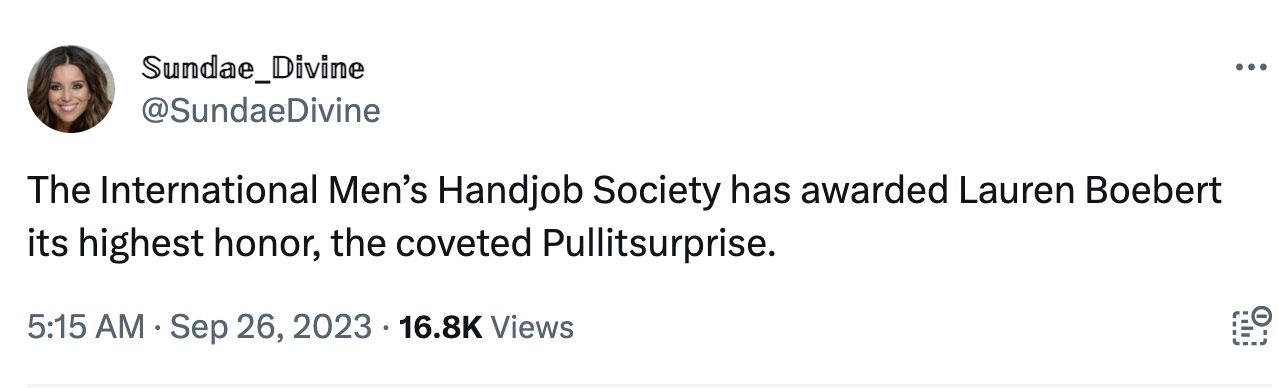 𝕊𝕦𝕟𝕕𝕒𝕖_𝔻𝕚𝕧𝕚𝕟𝕖
@SundaeDivine
The International Men’s Handjob Society has awarded Lauren Boebert
its highest honor, the coveted Pullitsurprise.
5:15 AM · Sep 26, 2023 · 16.8K Views